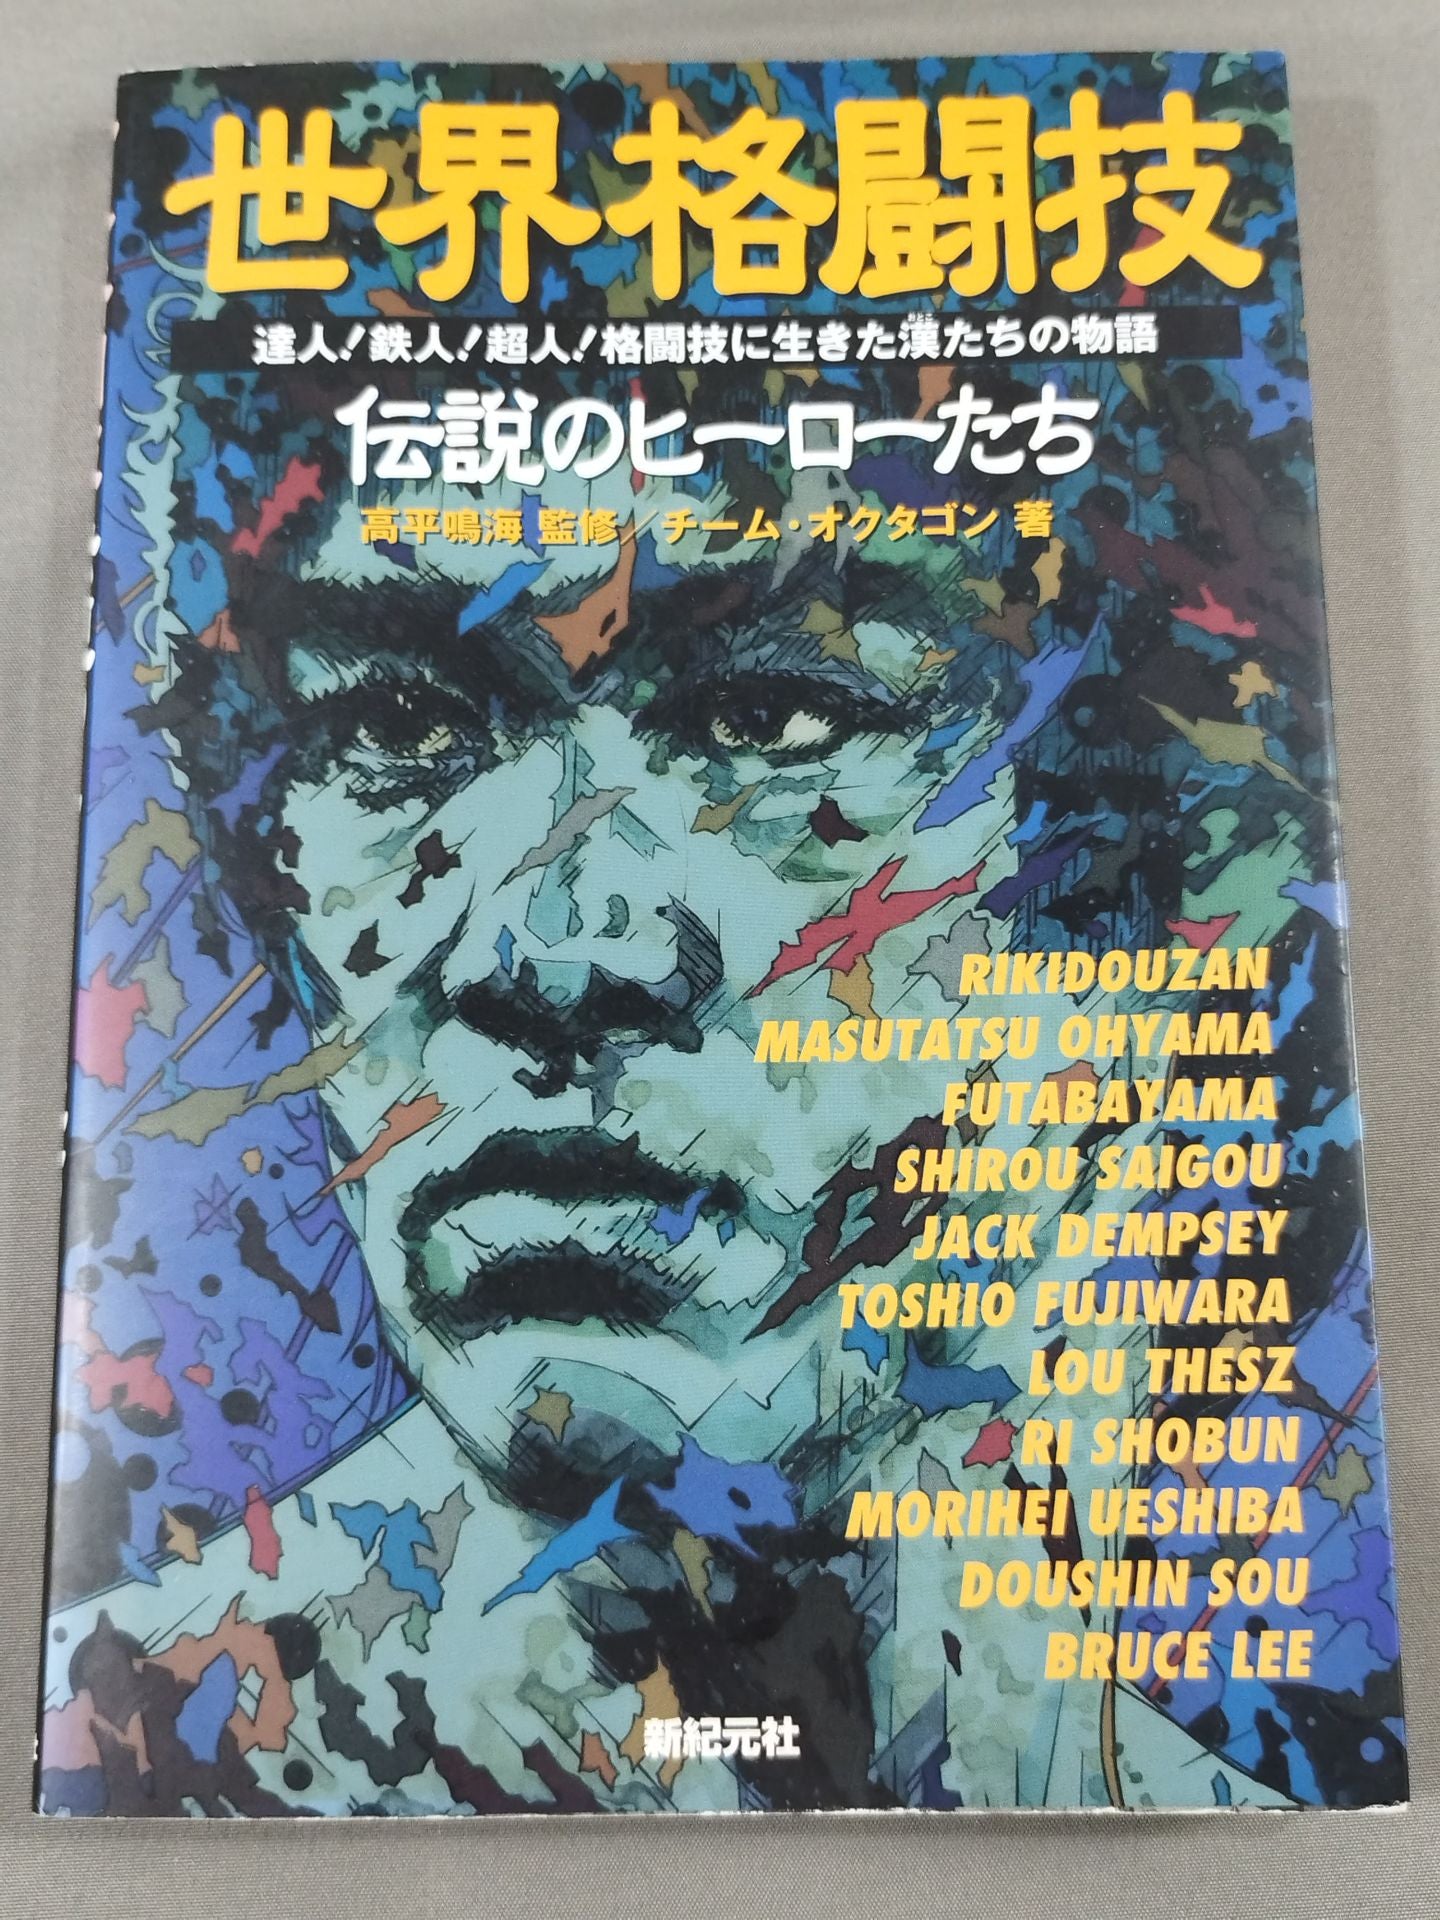 世界格闘技
達人!鉄人!超人!格闘技に生きた漢たちの物語
おとこ
伝説のヒーローたち
高平鳴海 監修/チーム・オクタゴン 著
RIKIDOUZAN
MASUTATSU OHYAMA
FUTABAYAMA
SHIROU SAIGOU
JACK DEMPSEY
TOSHIO FUJIWARA
LOU THESZ
RI SHOBUN
MORIHEI UESHIBA
DOUSHIN SOU
BRUCE LEE
新紀元社